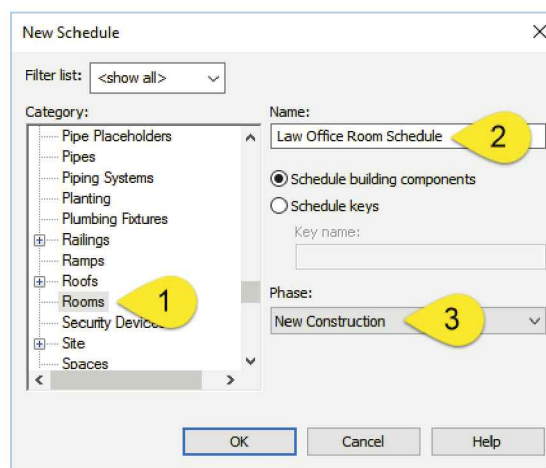 New Schedule
Filter list: <show all>
Category:
Pipe Placeholders
Pipes
Piping Systems
Planting
Plumbing Fixtures
Railings
Ramps
Roofs
Rooms
1
Security Devices
Site
Spaces
Name:
Law Office Room Schedule
2
Schedule building components
Schedule keys
Key name:
Phase:
New Construction
3
OK
Cancel
Help